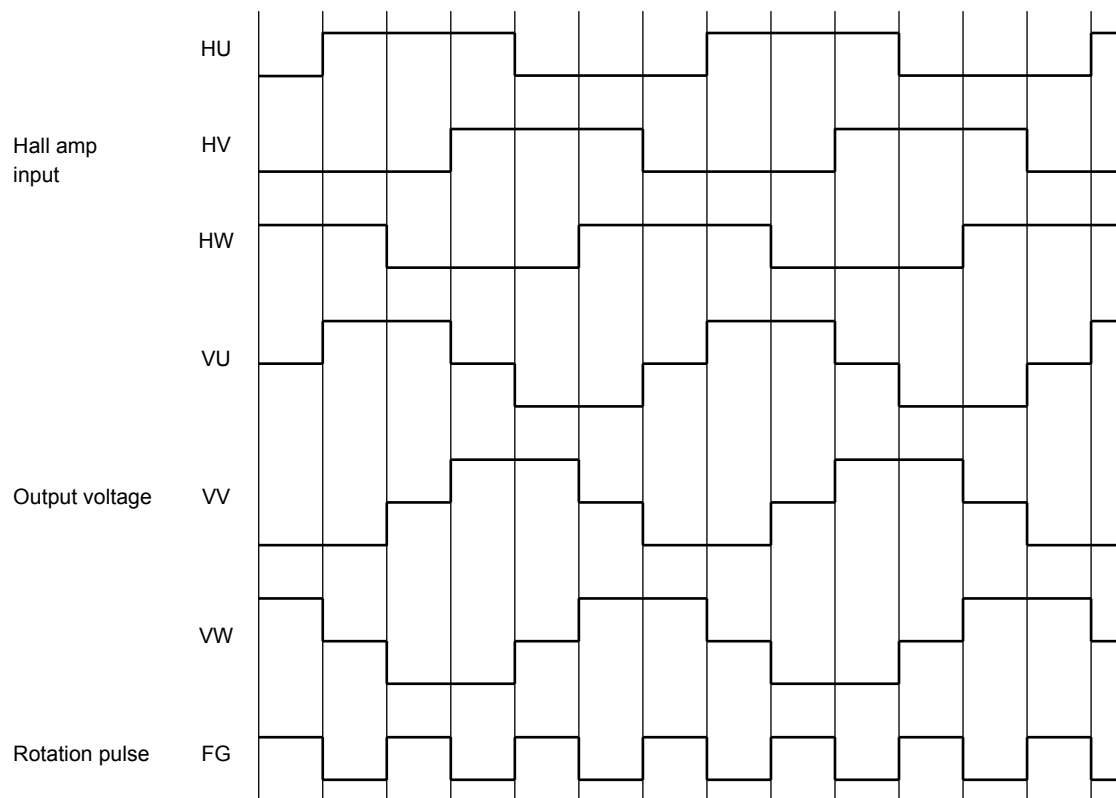 HU
Hall amp
input
HV
HW
VU
Output voltage
VV
VW
Rotation pulse
FG